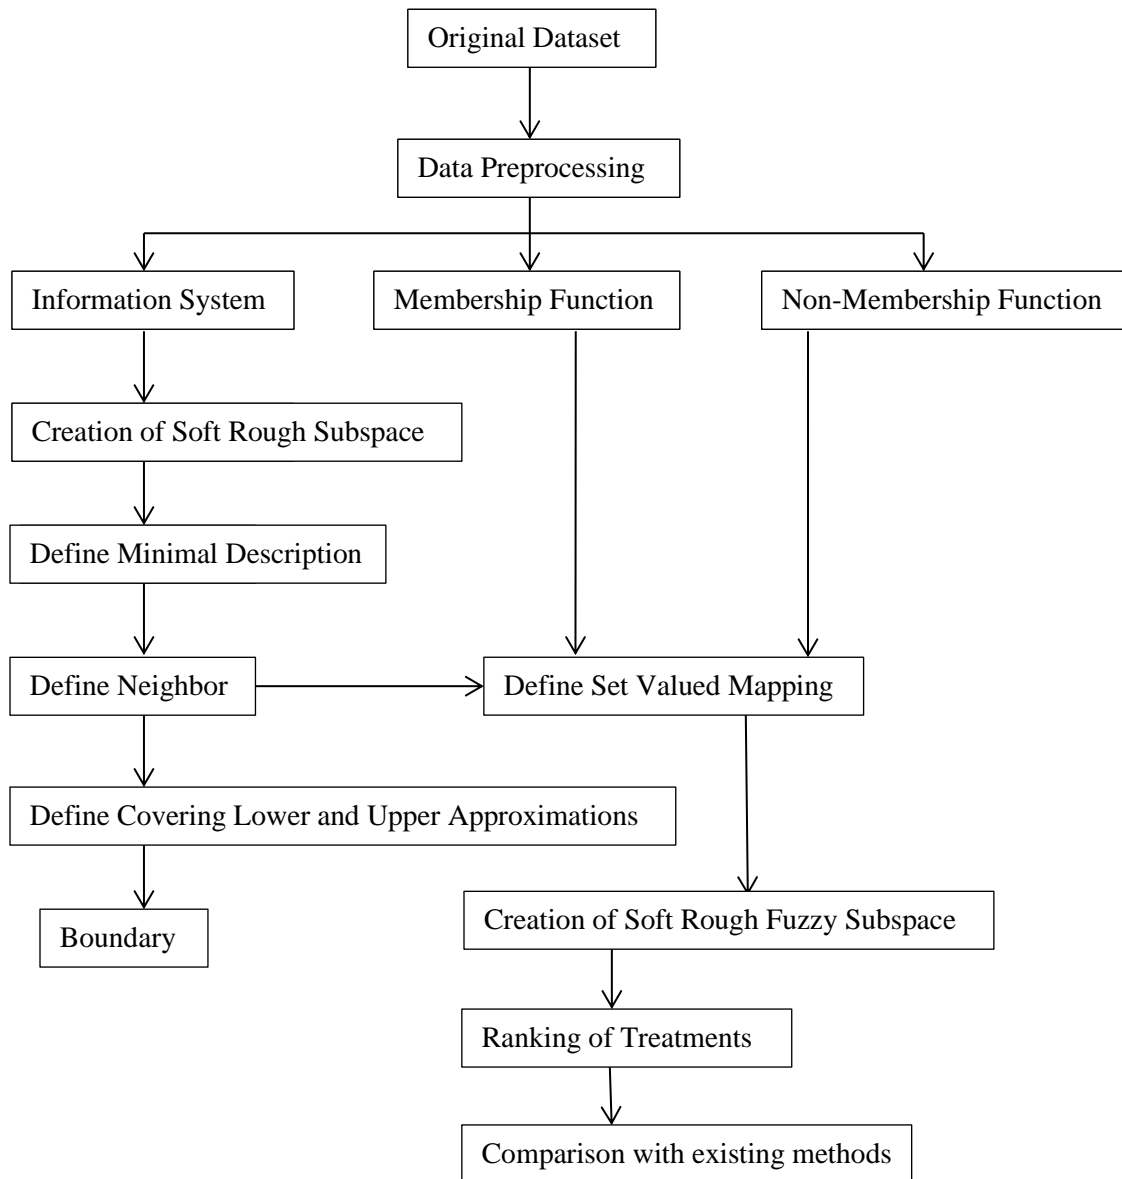 Original Dataset
Data Preprocessing
Information System
Membership Function
Non-Membership Function
Creation of Soft Rough Subspace
Define Minimal Description
Define Neighbor
Define Set Valued Mapping
Define Covering Lower and Upper Approximations
Creation of Soft Rough Fuzzy Subspace
Boundary
Ranking of Treatments
Comparison with existing methods